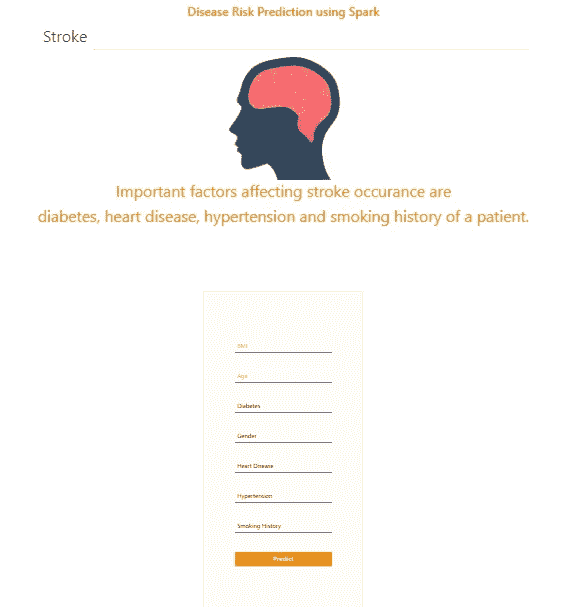 Disease Risk Prediction using Spark
Stroke
Important factors affecting stroke occurance are
diabetes, heart disease, hypertension and smoking history of a patient.
BMI
Age
Diabetes
Gender
Heart Disease
Hypertension
Smoking History
Predict